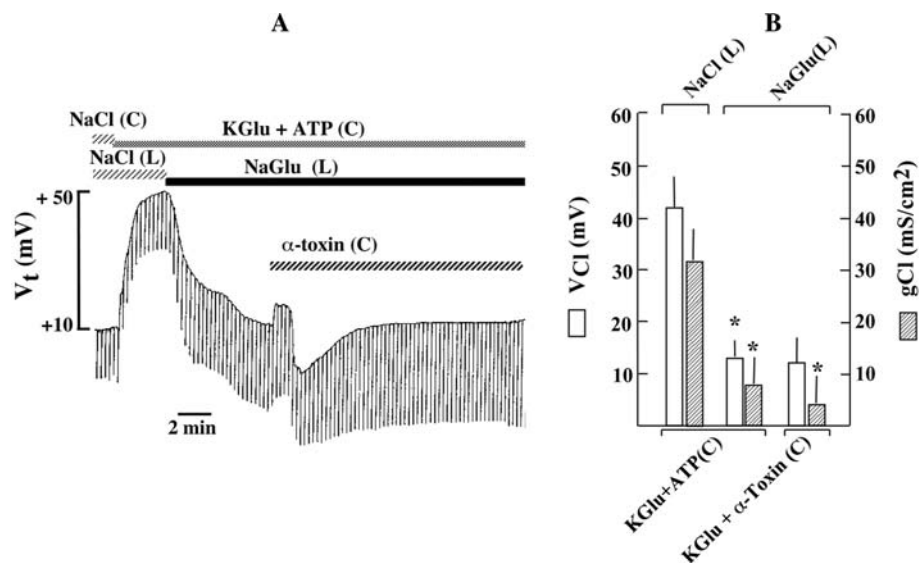 A
NaCl (C)
KGlu + ATP (C)
NaCl (L)
NaGlu (L)
+ 50
α-toxin (C)
Vt (mV)
+10
2 min
B
NaCl (L)
NaGlu(L)
60
50
40
30
20
10
VCl (mV)
* * *
60
50
40
30
20
10
gCl (mS/cm2)
KGlu+ATP(C)
KGlu + α-Toxin (C)